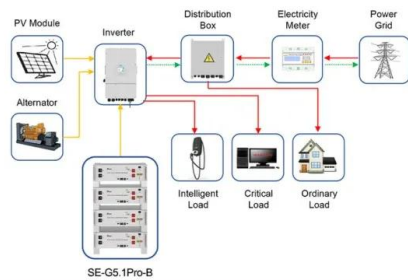 PV Module
Inverter
Distribution
Box
Electricity
Meter
Power
Grid
Alternator
Intelligent
Load
Critical
Load
Ordinary
Load
SE-G5.1Pro-B